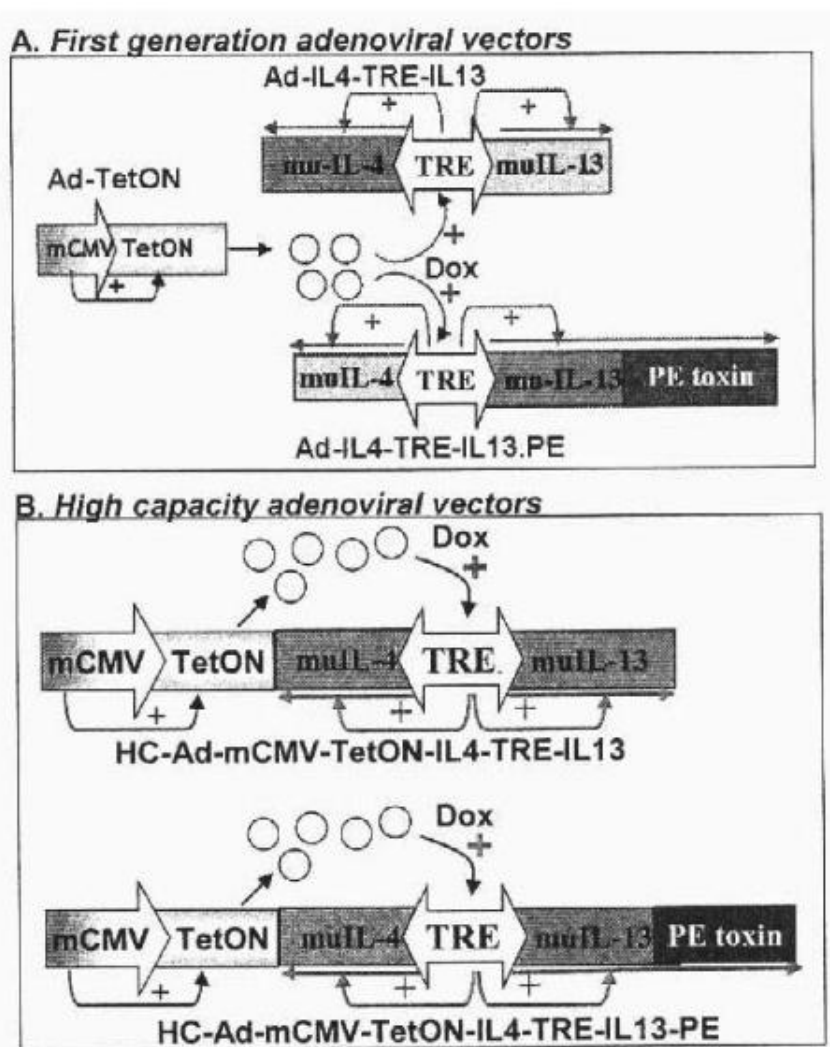 A. First generation adenoviral vectors
Ad-IL4-TRE-IL13
+ +
mu-IL-4 TRE muIL-13
Ad-TetON
mCMV TetON
+
+
Dox
+
+ +
muIL-4 TRE mu-IL-13 PE toxin
Ad-IL4-TRE-IL13.PE
B. High capacity adenoviral vectors
Dox
+
mCMV TetON muIL-4 TRE muIL-13
+ + +
HC-Ad-mCMV-TetON-IL4-TRE-IL13
Dox
+
mCMV TetON muIL-4 TRE muIL-13 PE toxin
+ + +
HC-Ad-mCMV-TetON-IL4-TRE-IL13-PE